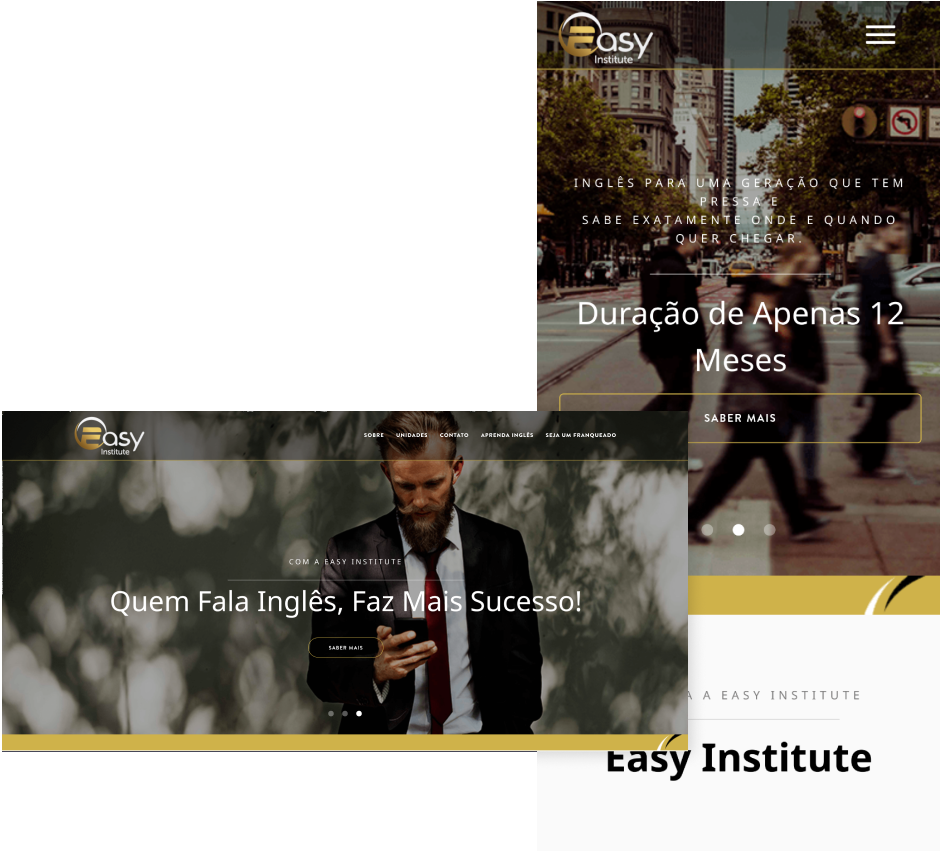 Easy
Institute
INGLÊS PARA UMA GERAÇÃO QUE TEM
PRESSA E
SABE EXATAMENTE ONDE E QUANDO
QUER CHEGAR.
Duração de Apenas 12
Meses
SABER MAIS
Easy
Institute
SOBRE UNIDADES CONTATO APRENDA INGLÊS SEJA UM FRANQUEADO
COM A EASY INSTITUTE
Quem Fala Inglês, Faz Mais Sucesso!
SABER MAIS
A EASY INSTITUTE
Easy Institute